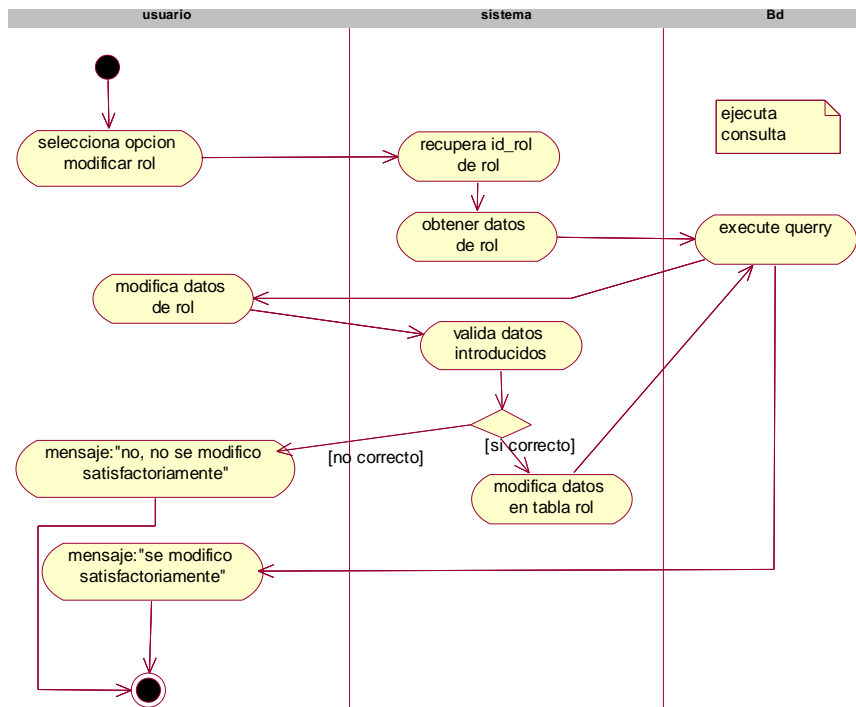 usuario
sistema
Bd
ejecuta
consulta
selecciona opcion
modificar rol
recupera id_rol
de rol
obtener datos
de rol
execute querry
modifica datos
de rol
valida datos
introducidos
[no correcto]
[si correcto]
mensaje:"no, no se modifico
satisfactoriamente"
modifica datos
en tabla rol
mensaje:"se modifico
satisfactoriamente"